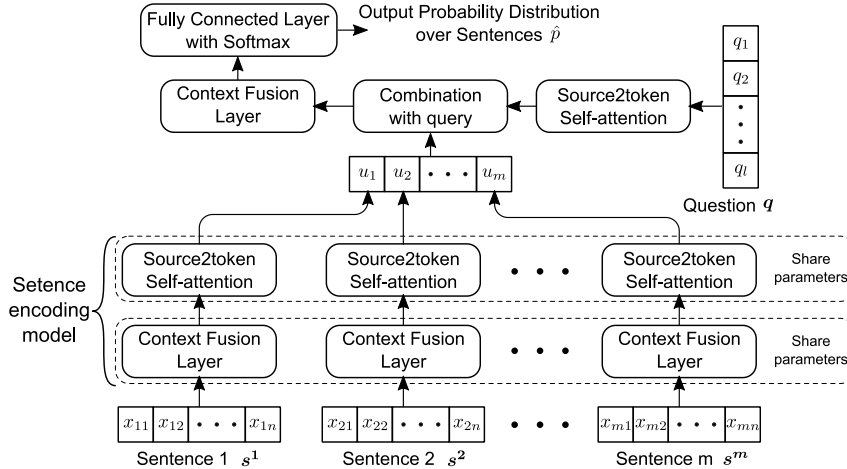 Fully Connected Layer
with Softmax
Output Probability Distribution
over Sentences p̂
Context Fusion
Layer
Combination
with query
Source2token
Self-attention
q₁
q₂
⋮
qₗ
Question q
u₁ u₂ · · · uₘ
Setence
encoding
model
Source2token
Self-attention
Source2token
Self-attention
• • •
Source2token
Self-attention
Share
parameters
Context Fusion
Layer
Context Fusion
Layer
• • •
Context Fusion
Layer
Share
parameters
x₁₁ x₁₂ · · · x₁ₙ
x₂₁ x₂₂ · · · x₂ₙ
• • •
xₘ₁ xₘ₂ · · · xₘₙ
Sentence 1 s¹
Sentence 2 s²
Sentence m sᵐ